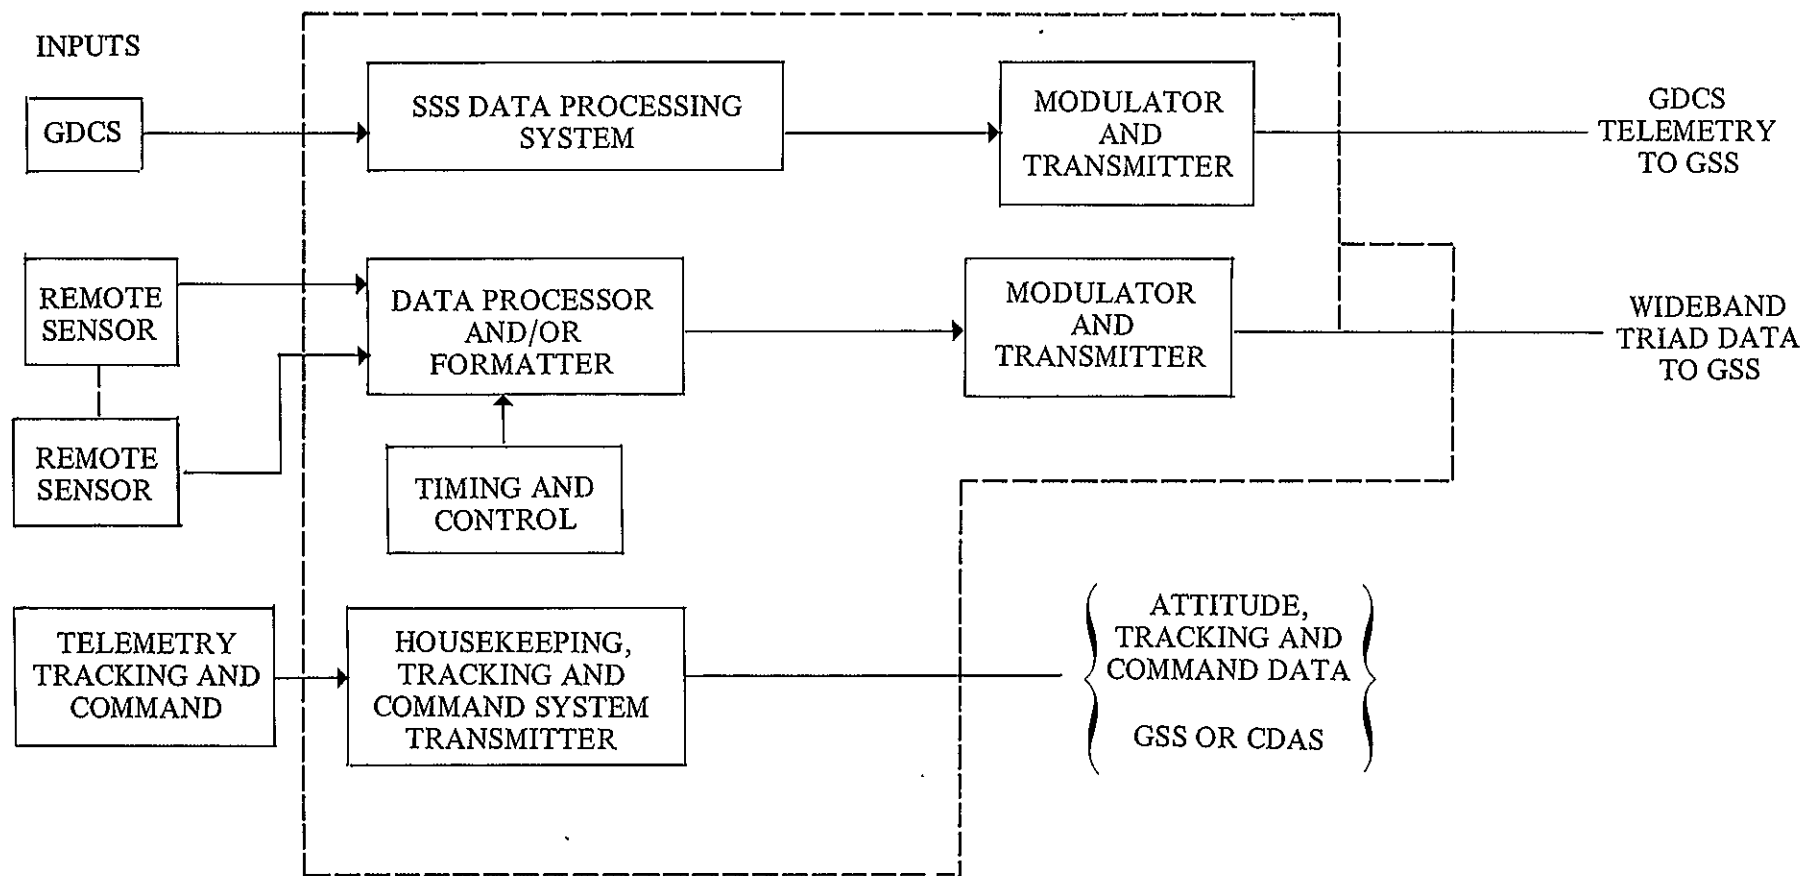 INPUTS
GDCS
SSS DATA PROCESSING
SYSTEM
MODULATOR
AND
TRANSMITTER
GDCS
TELEMETRY
TO GSS
REMOTE
SENSOR
DATA PROCESSOR
AND/OR
FORMATTER
MODULATOR
AND
TRANSMITTER
WIDEBAND
TRIAD DATA
TO GSS
REMOTE
SENSOR
TIMING AND
CONTROL
TELEMETRY
TRACKING AND
COMMAND
HOUSEKEEPING,
TRACKING AND
COMMAND SYSTEM
TRANSMITTER
ATTITUDE,
TRACKING AND
COMMAND DATA
GSS OR CDAS